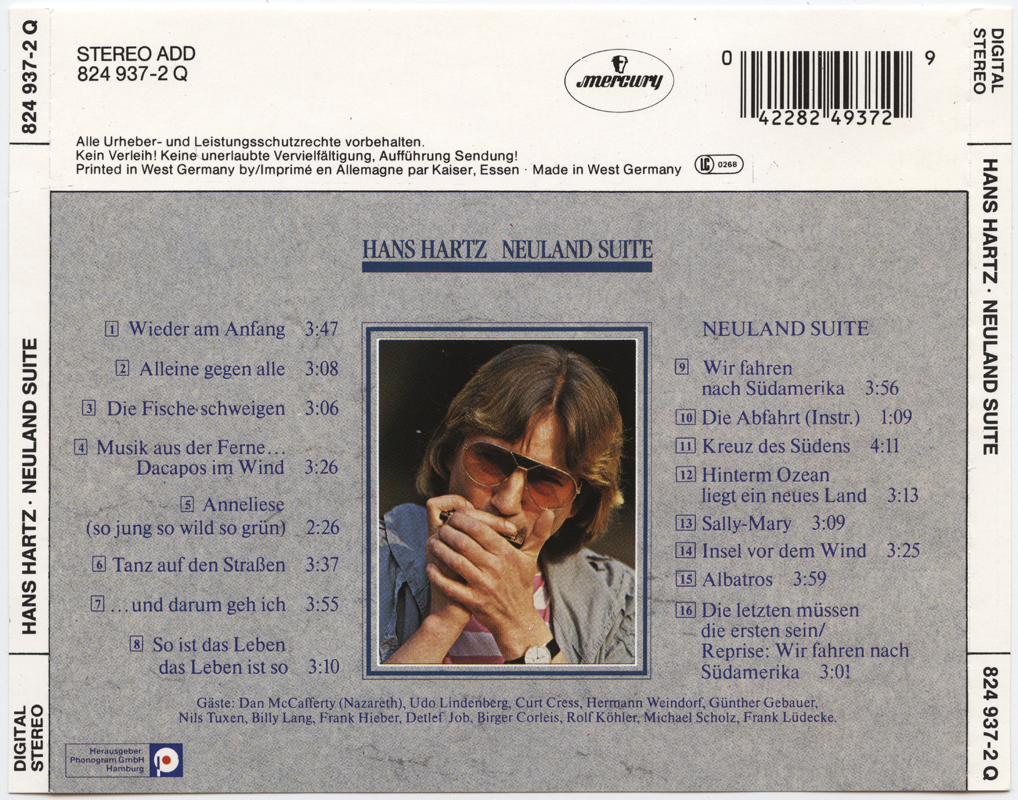 824 937-2 Q
HANS HARTZ · NEULAND SUITE
DIGITAL
STEREO
STEREO ADD
824 937-2 Q
mercury
0
42282 49372
9
Alle Urheber- und Leistungsschutzrechte vorbehalten.
Kein Verleih! Keine unerlaubte Vervielfältigung, Aufführung Sendung!
Printed in West Germany by/Imprimé en Allemagne par Kaiser, Essen · Made in West Germany
LC 0268
HANS HARTZ NEULAND SUITE
1 Wieder am Anfang 3:47
2 Alleine gegen alle 3:08
3 Die Fische schweigen 3:06
4 Musik aus der Ferne...
Dacapos im Wind 3:26
5 Anneliese
(so jung so wild so grün) 2:26
6 Tanz auf den Straßen 3:37
7 ...und darum geh ich 3:55
8 So ist das Leben
das Leben ist so 3:10
NEULAND SUITE
9 Wir fahren
nach Südamerika 3:56
10 Die Abfahrt (Instr.) 1:09
11 Kreuz des Südens 4:11
12 Hinterm Ozean
liegt ein neues Land 3:13
13 Sally-Mary 3:09
14 Insel vor dem Wind 3:25
15 Albatros 3:59
16 Die letzten müssen
die ersten sein/
Reprise: Wir fahren nach
Südamerika 3:01
Gäste: Dan McCafferty (Nazareth), Udo Lindenberg, Curt Cress, Hermann Weindorf, Günther Gebauer,
Nils Tuxen, Billy Lang, Frank Hieber, Detlef Job, Birger Corleis, Rolf Köhler, Michael Scholz, Frank Lüdecke.
Herausgeber:
Phonogram GmbH
Hamburg
p
DIGITAL
STEREO
HANS HARTZ · NEULAND SUITE
824 937-2 Q